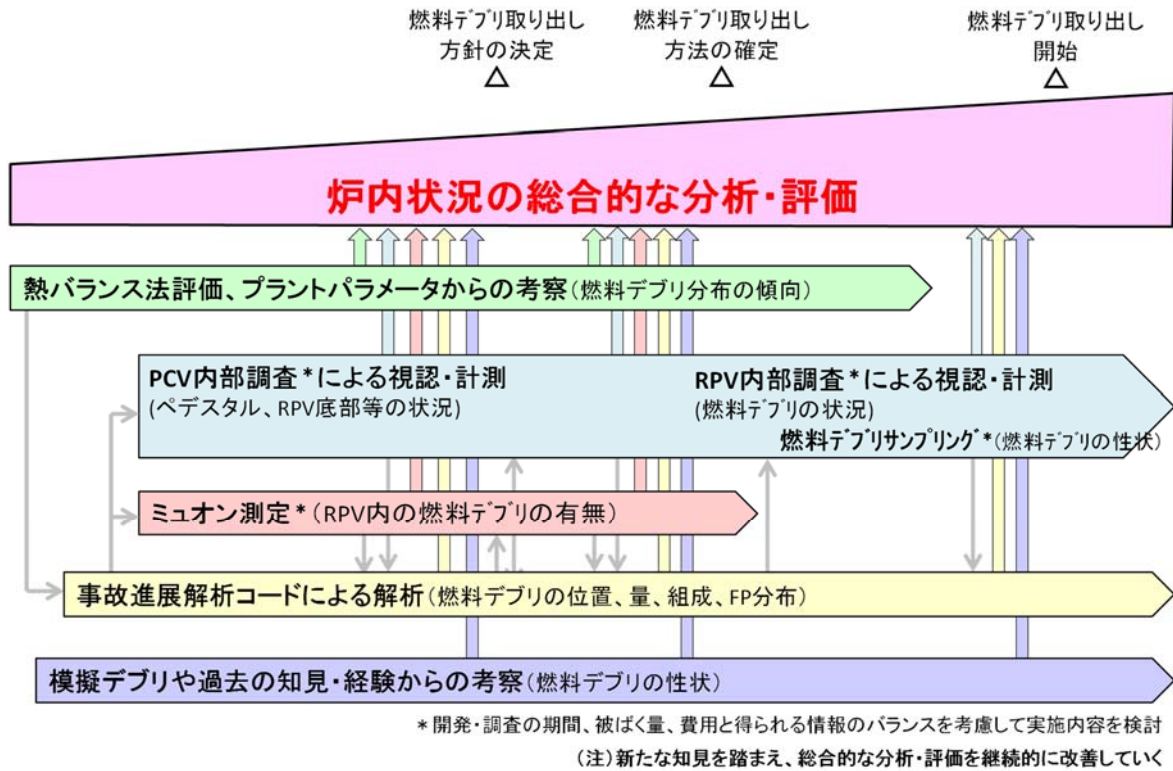 燃料デブリ取り出し
方針の決定
△
燃料デブリ取り出し
方法の確定
△
燃料デブリ取り出し
開始
△
炉内状況の総合的な分析・評価
熱バランス法評価、プラントパラメータからの考察(燃料デブリ分布の傾向)
PCV内部調査*による視認・計測
(ペデスタル、RPV底部等の状況)
RPV内部調査*による視認・計測
(燃料デブリの状況)
燃料デブリサンプリング*(燃料デブリの性状)
ミュオン測定*(RPV内の燃料デブリの有無)
事故進展解析コードによる解析(燃料デブリの位置、量、組成、FP分布)
模擬デブリや過去の知見・経験からの考察(燃料デブリの性状)
*開発・調査の期間、被ばく量、費用と得られる情報のバランスを考慮して実施内容を検討
(注)新たな知見を踏まえ、総合的な分析・評価を継続的に改善していく